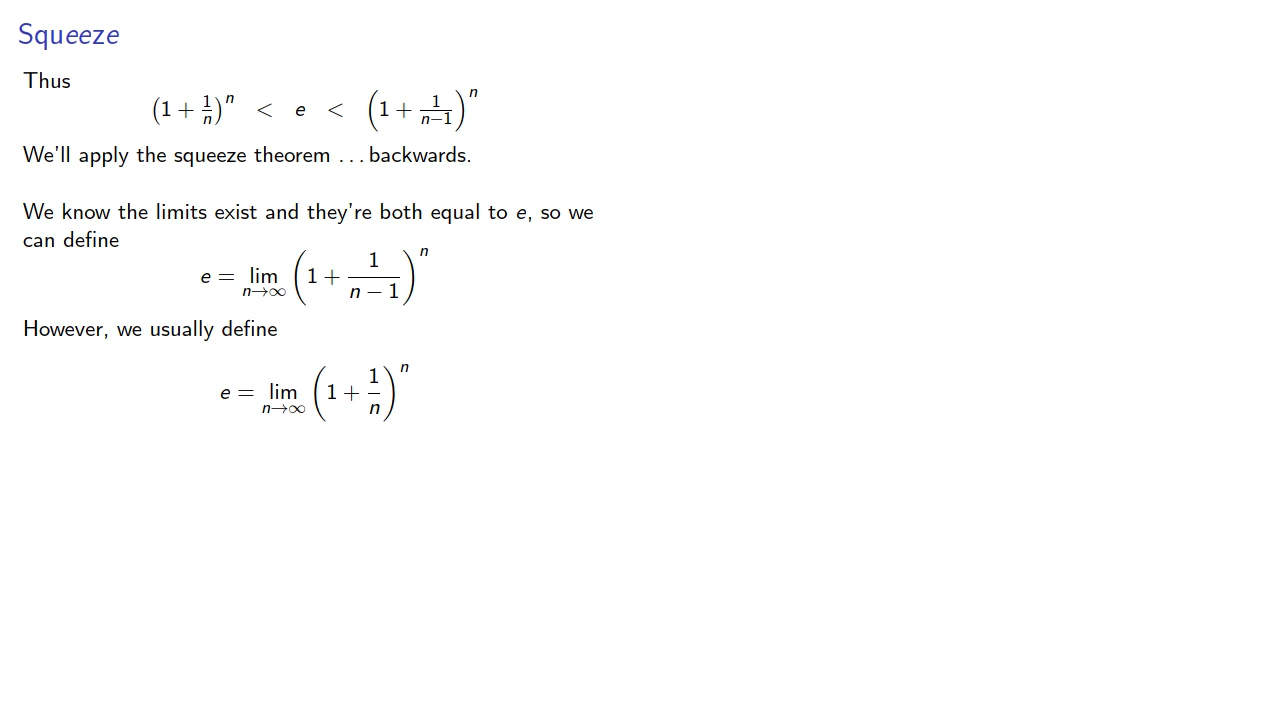 Squeeze
Thus
(1 + 1/n)^n < e < (1 + 1/(n−1))^n
We'll apply the squeeze theorem ... backwards.
We know the limits exist and they're both equal to e, so we
can define
e = lim_{n→∞} (1 + 1/(n − 1))^n
However, we usually define
e = lim_{n→∞} (1 + 1/n)^n